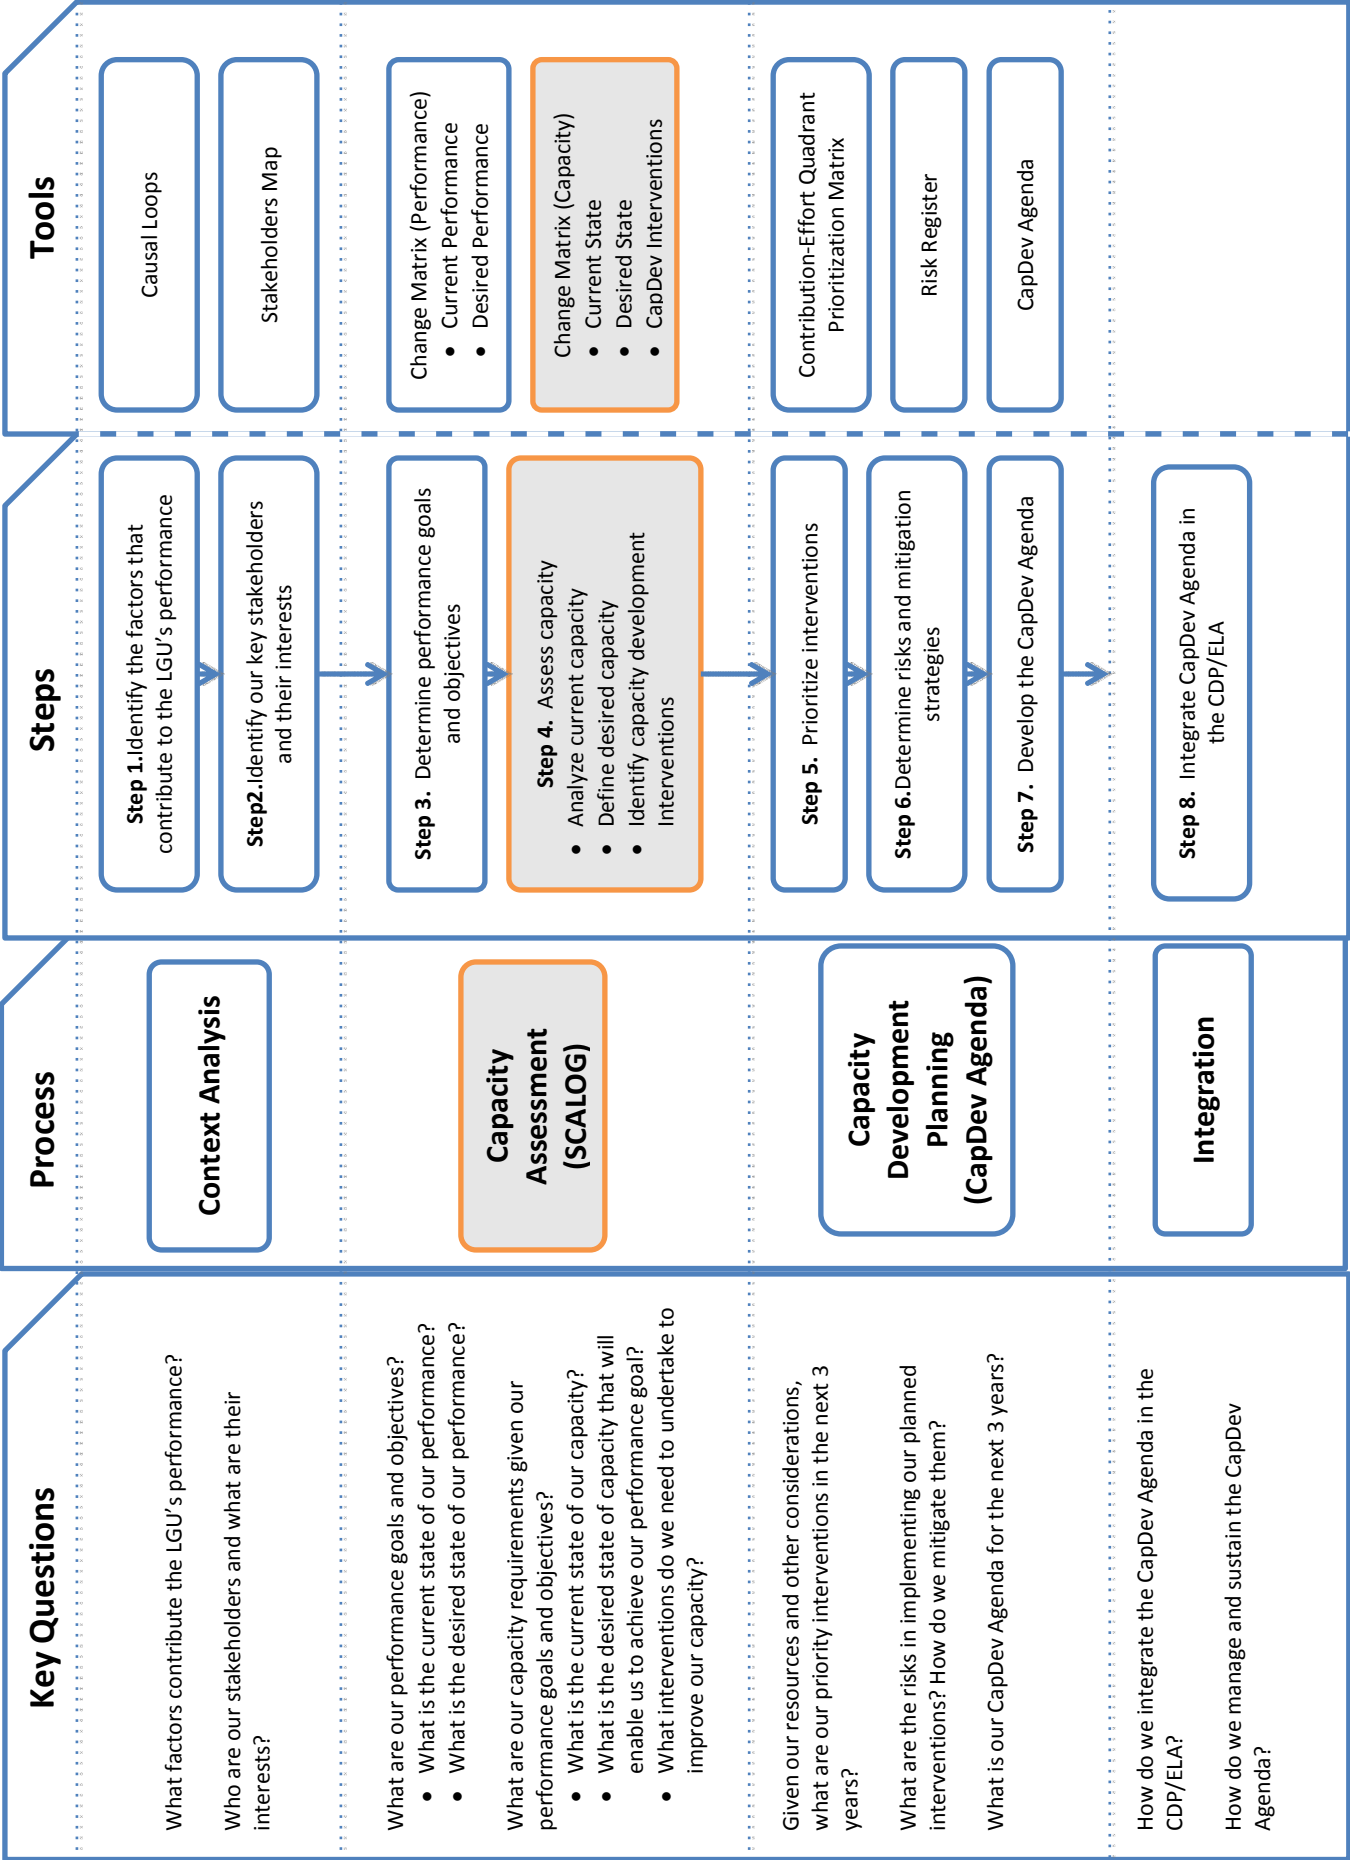 Key Questions
Process
Steps
Tools
What factors contribute the LGU's performance?
Who are our stakeholders and what are their
interests?
Context Analysis
Step 1.Identify the factors that
contribute to the LGU's performance
Step2.Identify our key stakeholders
and their interests
Causal Loops
Stakeholders Map
What are our performance goals and objectives?
• What is the current state of our performance?
• What is the desired state of our performance?
What are our capacity requirements given our
performance goals and objectives?
• What is the current state of our capacity?
• What is the desired state of capacity that will
enable us to achieve our performance goal?
• What interventions do we need to undertake to
improve our capacity?
Capacity
Assessment
(SCALOG)
Step 3. Determine performance goals
and objectives
Step 4. Assess capacity
• Analyze current capacity
• Define desired capacity
• Identify capacity development
Interventions
Change Matrix (Performance)
• Current Performance
• Desired Performance
Change Matrix (Capacity)
• Current State
• Desired State
• CapDev Interventions
Given our resources and other considerations,
what are our priority interventions in the next 3
years?
What are the risks in implementing our planned
interventions? How do we mitigate them?
What is our CapDev Agenda for the next 3 years?
Capacity
Development
Planning
(CapDev Agenda)
Step 5. Prioritize interventions
Step 6.Determine risks and mitigation
strategies
Step 7. Develop the CapDev Agenda
Contribution-Effort Quadrant
Prioritization Matrix
Risk Register
CapDev Agenda
How do we integrate the CapDev Agenda in the
CDP/ELA?
How do we manage and sustain the CapDev
Agenda?
Integration
Step 8. Integrate CapDev Agenda in
the CDP/ELA